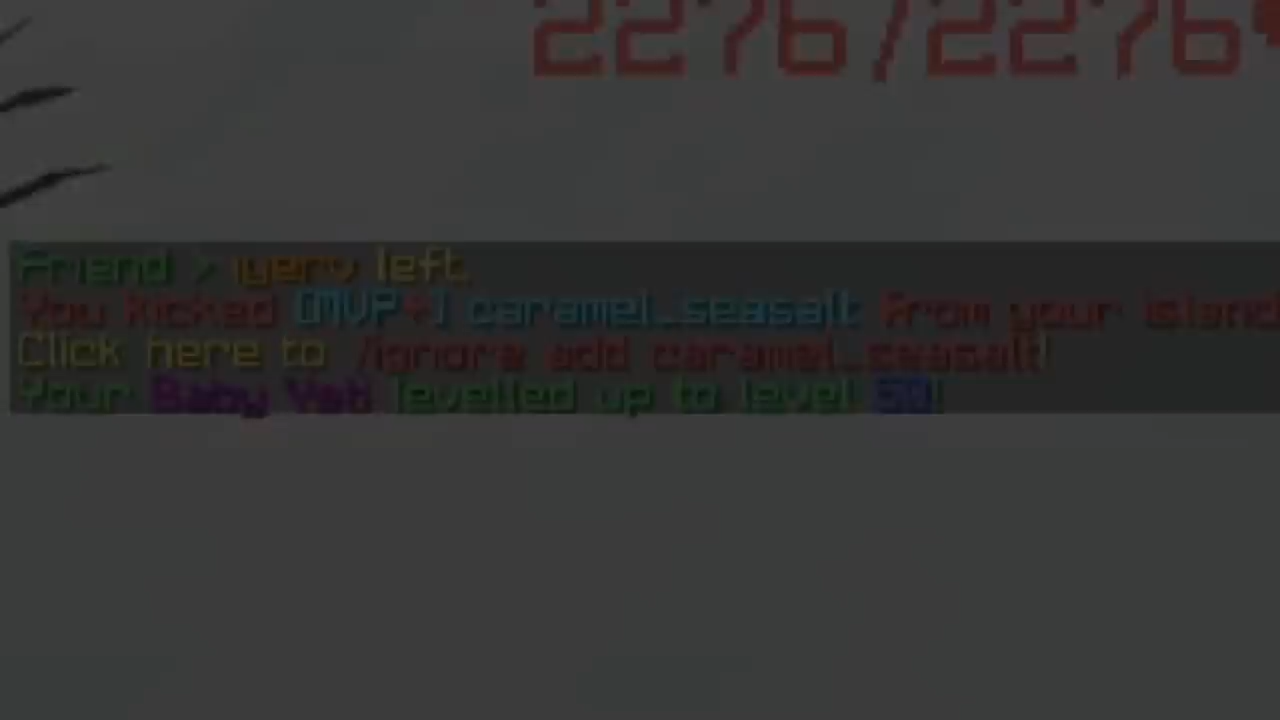 2276/2276
Friend > left.
You kicked [MVP+] caramel_seasalt from your island
Click here to /ignore add caramel_seasalt!
Your Baby Yeti levelled up to level 50!